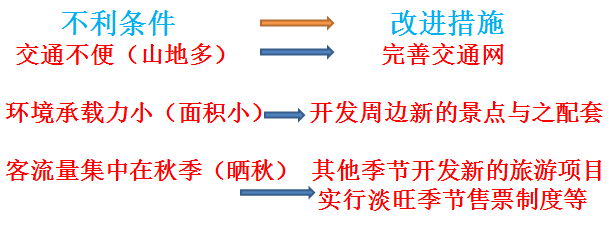 不利条件 改进措施
交通不便（山地多） 完善交通网
环境承载力小（面积小） 开发周边新的景点与之配套
客流量集中在秋季（晒秋） 其他季节开发新的旅游项目
实行淡旺季节售票制度等